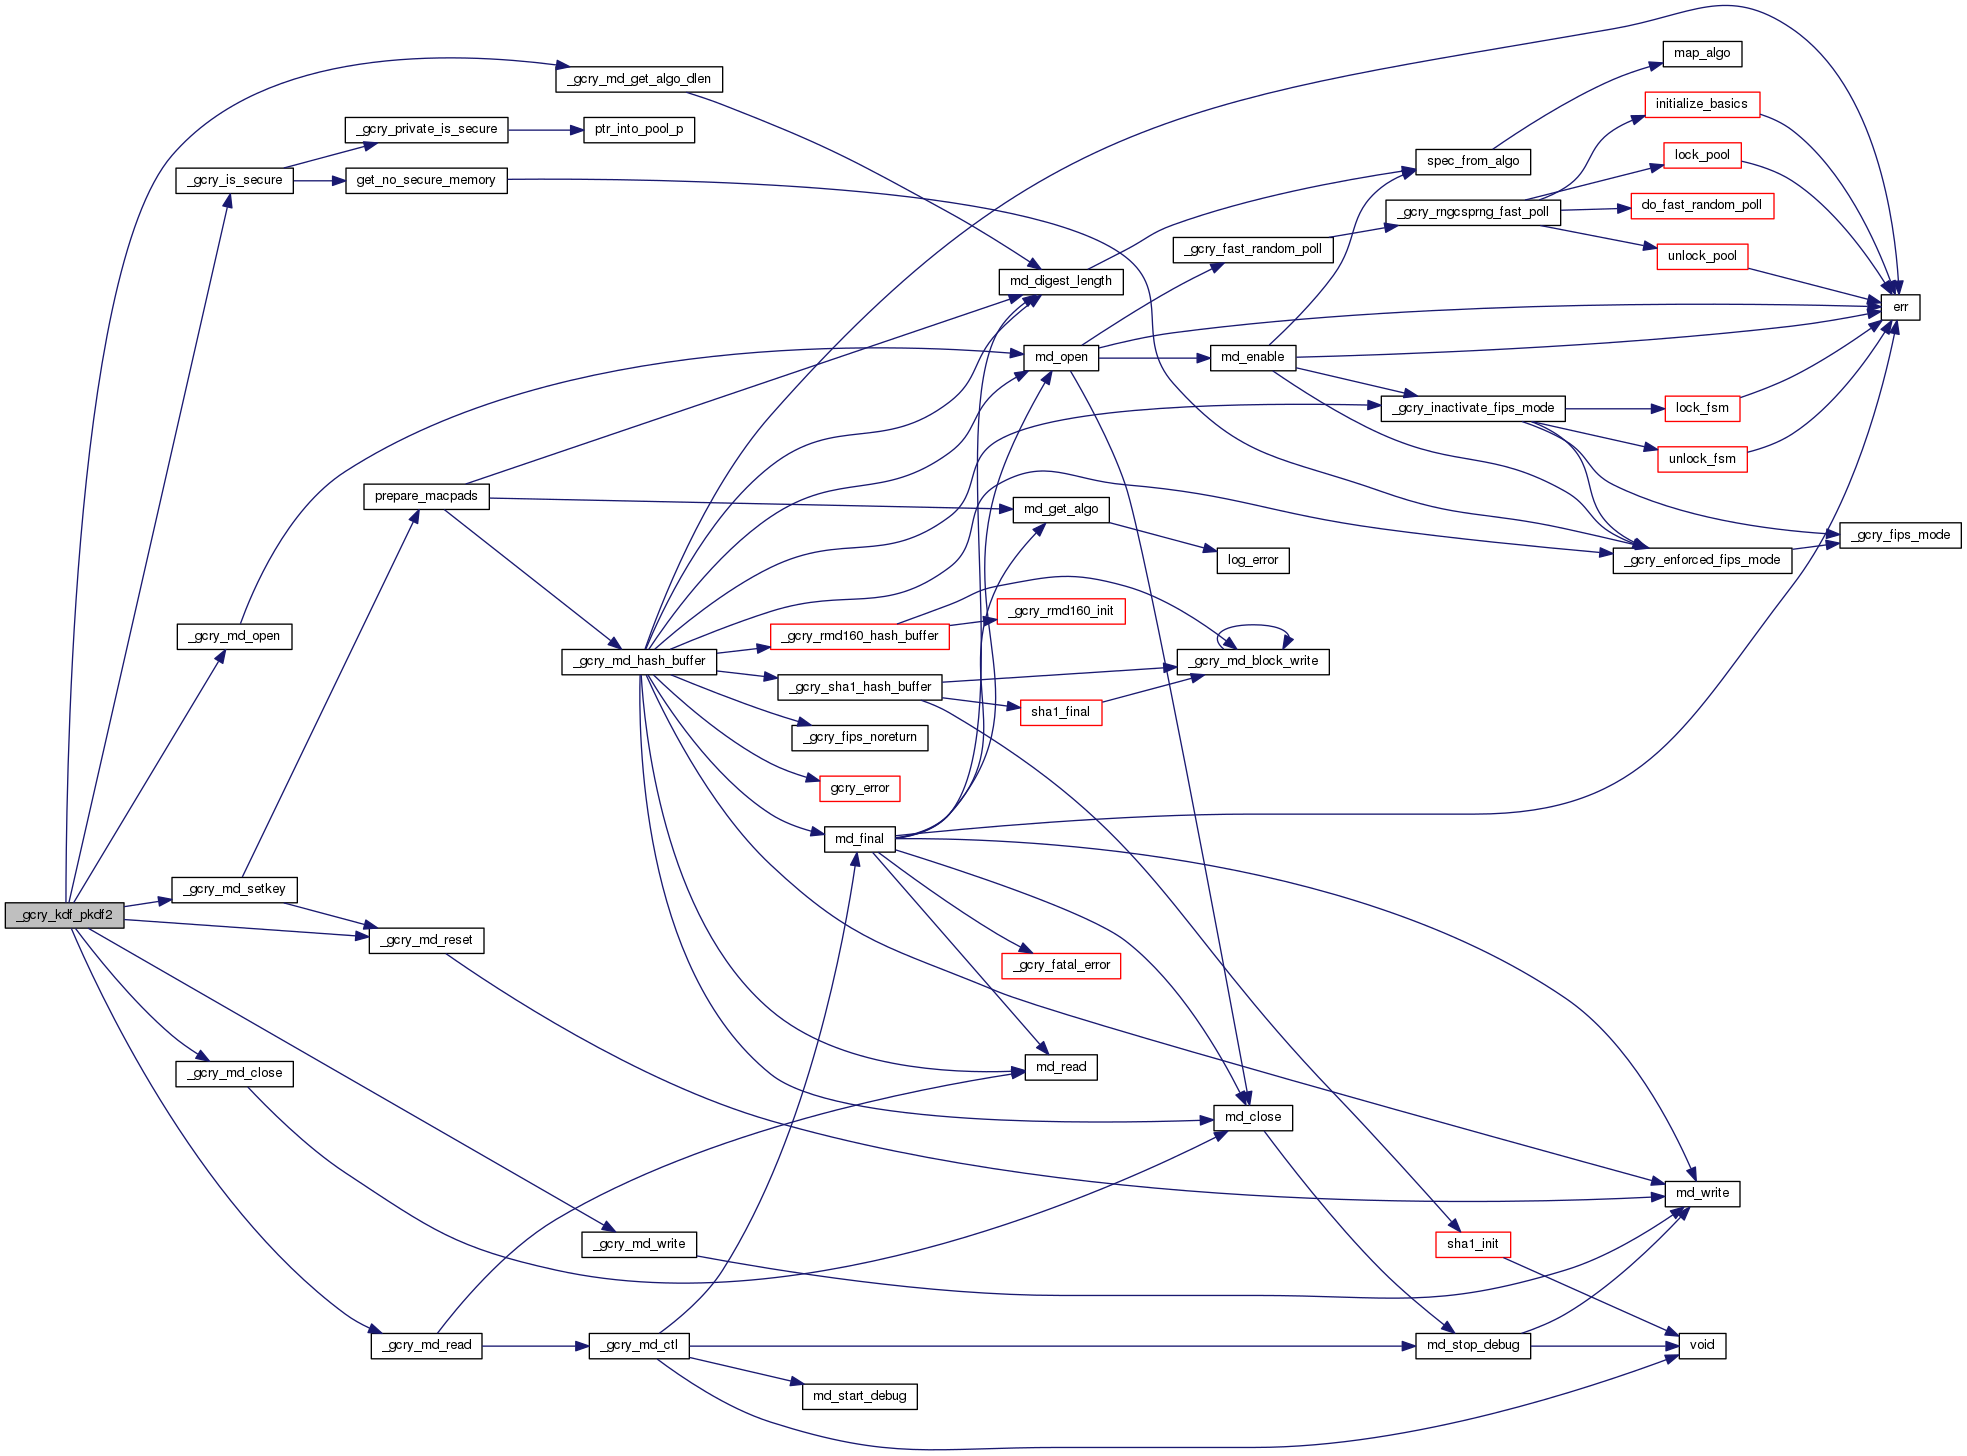 _gcry_kdf_pkdf2
_gcry_md_get_algo_dlen
_gcry_is_secure
_gcry_private_is_secure
ptr_into_pool_p
get_no_secure_memory
_gcry_md_open
_gcry_md_setkey
prepare_macpads
_gcry_md_reset
_gcry_md_close
_gcry_md_write
_gcry_md_read
_gcry_md_ctl
md_start_debug
_gcry_md_hash_buffer
_gcry_rmd160_hash_buffer
_gcry_sha1_hash_buffer
_gcry_fips_noreturn
gcry_error
md_final
md_digest_length
md_open
md_get_algo
_gcry_rmd160_init
sha1_final
_gcry_fatal_error
md_read
_gcry_fast_random_poll
md_enable
log_error
_gcry_md_block_write
md_close
spec_from_algo
_gcry_rngcsprng_fast_poll
_gcry_inactivate_fips_mode
sha1_init
md_stop_debug
map_algo
initialize_basics
lock_pool
do_fast_random_poll
unlock_pool
lock_fsm
unlock_fsm
_gcry_enforced_fips_mode
md_write
void
err
_gcry_fips_mode